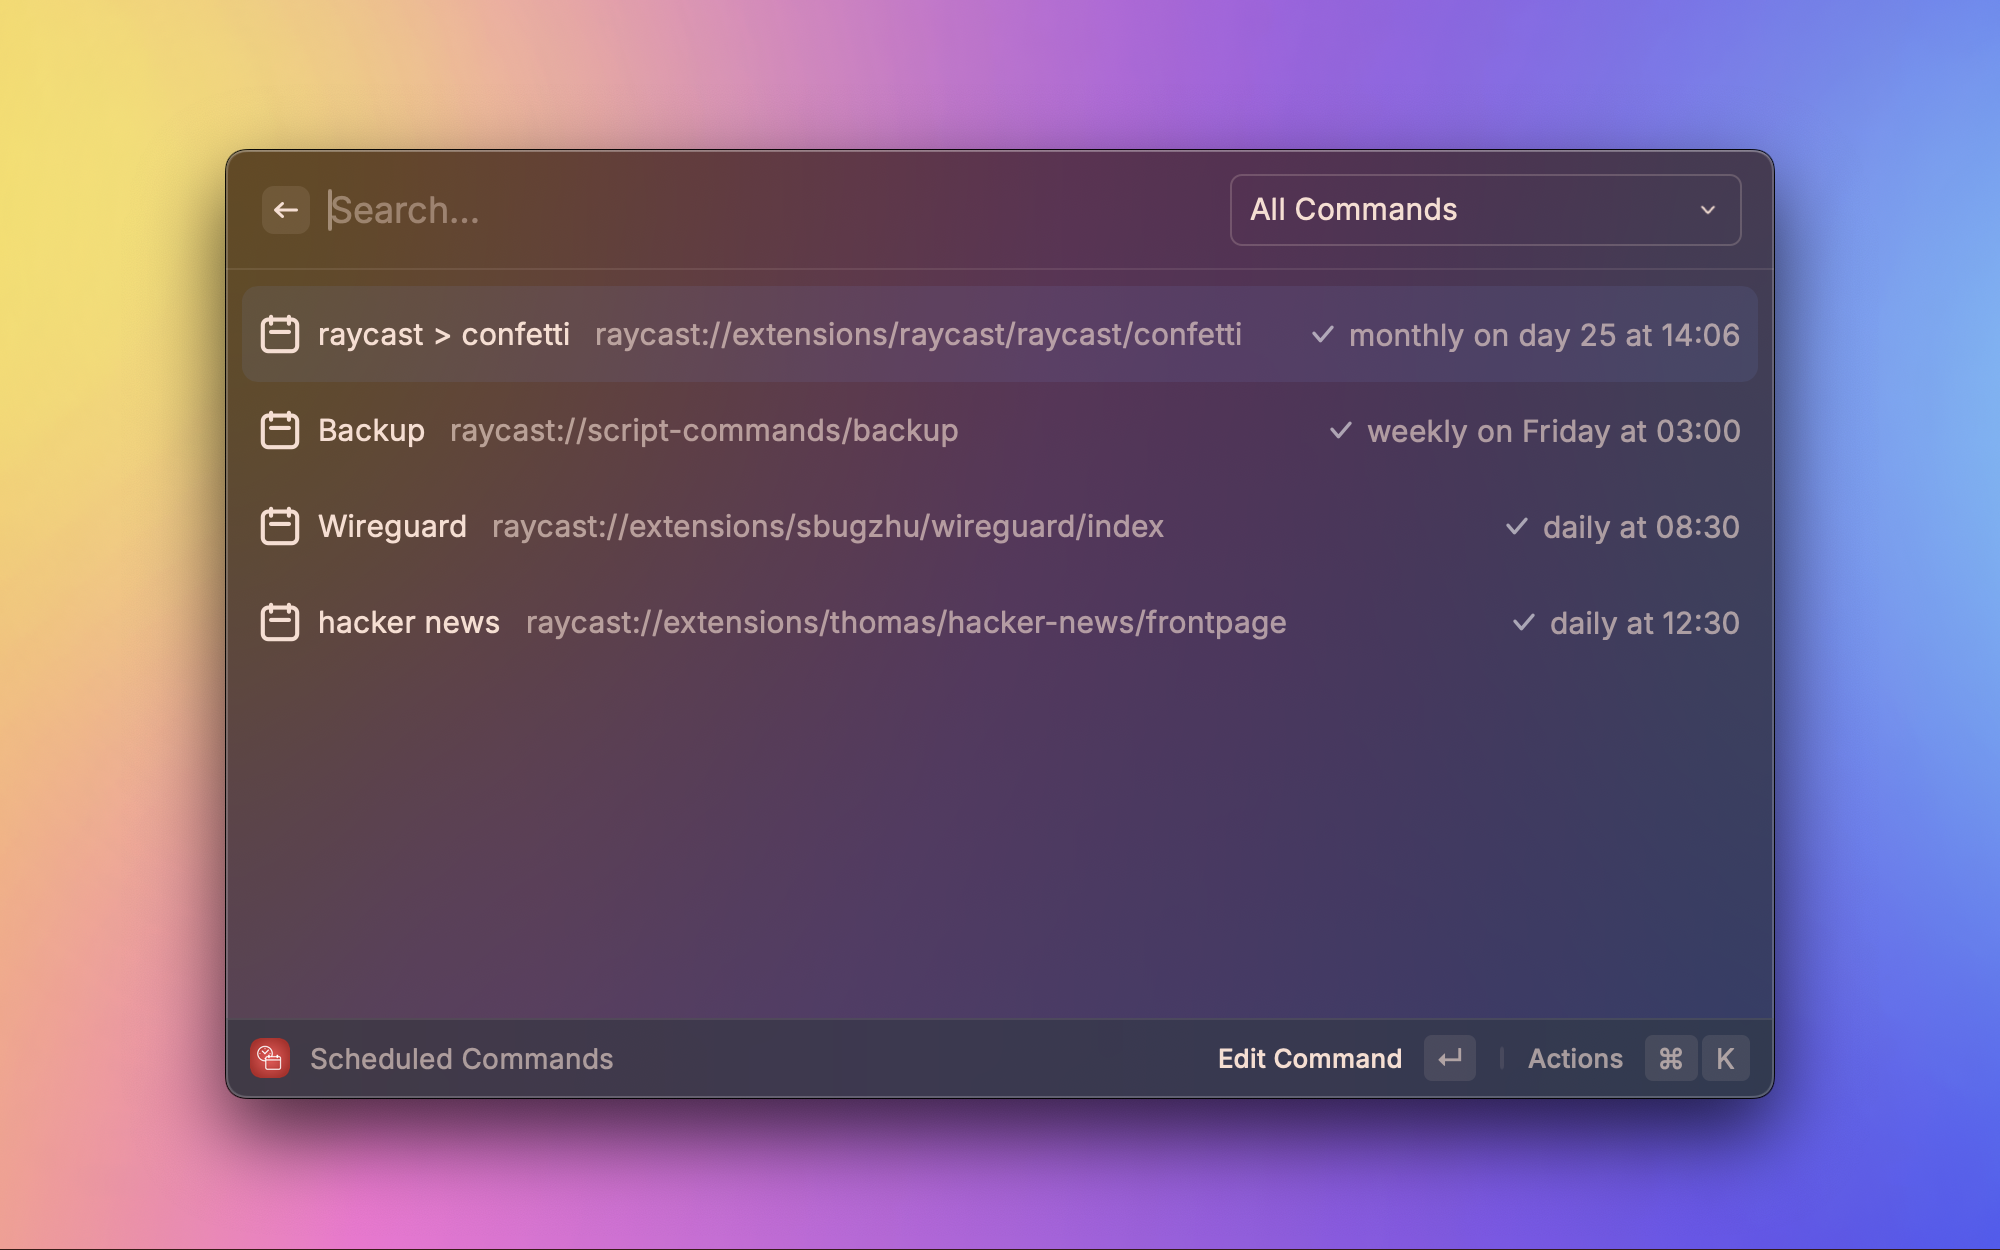 Search...
All Commands
raycast > confetti raycast://extensions/raycast/raycast/confetti monthly on day 25 at 14:06
Backup raycast://script-commands/backup weekly on Friday at 03:00
Wireguard raycast://extensions/sbugzhu/wireguard/index daily at 08:30
hacker news raycast://extensions/thomas/hacker-news/frontpage daily at 12:30
Scheduled Commands Edit Command ↵ Actions ⌘ K